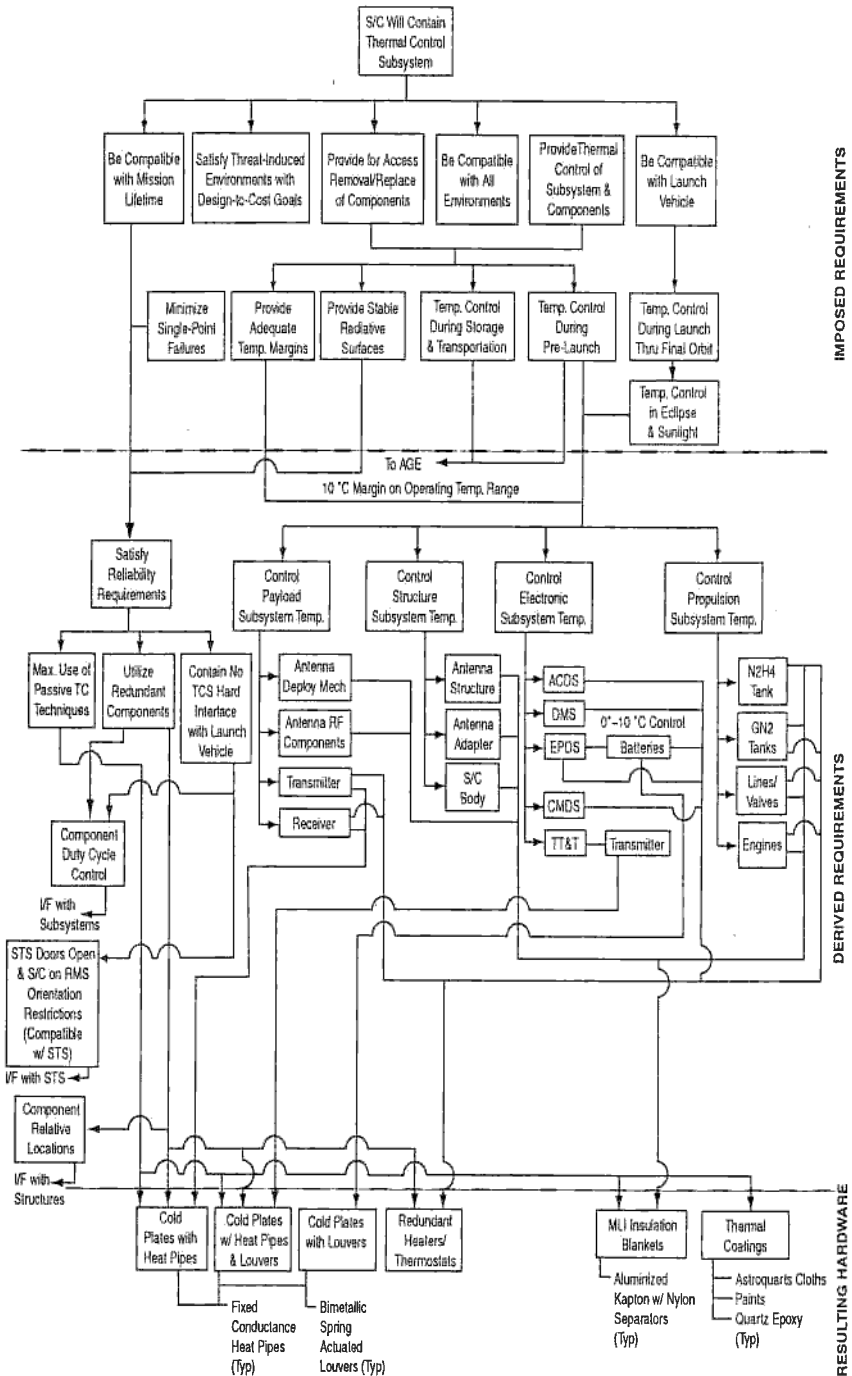 S/C Will Contain
Thermal Control
Subsystem
Be Compatible
with Mission
Lifetime
Satisfy Threat-Induced
Environments with
Design-to-Cost Goals
Provide for Access
Removal/Replace
of Components
Be Compatible
with All
Environments
Provide Thermal
Control of
Subsystem &
Components
Be Compatible
with Launch
Vehicle
IMPOSED REQUIREMENTS
Minimize
Single-Point
Failures
Provide
Adequate
Temp. Margins
Provide Stable
Radiative
Surfaces
Temp. Control
During Storage
& Transportation
Temp. Control
During
Pre-Launch
Temp. Control
During Launch
Thru Final Orbit
Temp. Control
in Eclipse
& Sunlight
To AGE
10 °C Margin on Operating Temp. Range
Satisfy
Reliability
Requirements
Control
Payload
Subsystem Temp.
Control
Structure
Subsystem Temp.
Control
Electronic
Subsystem Temp.
Control
Propulsion
Subsystem Temp.
Max. Use of
Passive TC
Techniques
Utilize
Redundant
Components
Contain No
TCS Hard
Interface
with Launch
Vehicle
Antenna
Deploy Mech
Antenna RF
Components
Transmitter
Receiver
Antenna
Structure
Antenna
Adapter
S/C
Body
ACDS
DMS
0°–10 °C Control
EPDS
Batteries
CMDS
TT&T
Transmitter
N2H4
Tank
GN2
Tanks
Lines/
Valves
Engines
DERIVED REQUIREMENTS
Component
Duty Cycle
Control
I/F with
Subsystems
STS Doors Open
& S/C on RMS
Orientation
Restrictions
(Compatible
w/ STS)
I/F with STS
Component
Relative
Locations
I/F with
Structures
Cold
Plates with
Heat Pipes
Cold Plates
w/ Heat Pipes
& Louvers
Cold Plates
with Louvers
Redundant
Heaters/
Thermostats
MLI Insulation
Blankets
Thermal
Coatings
Fixed
Conductance
Heat Pipes
(Typ)
Bimetallic
Spring
Actuated
Louvers (Typ)
Aluminized
Kapton w/ Nylon
Separators
(Typ)
Astroquarts Cloths
Paints
Quartz Epoxy
(Typ)
RESULTING HARDWARE